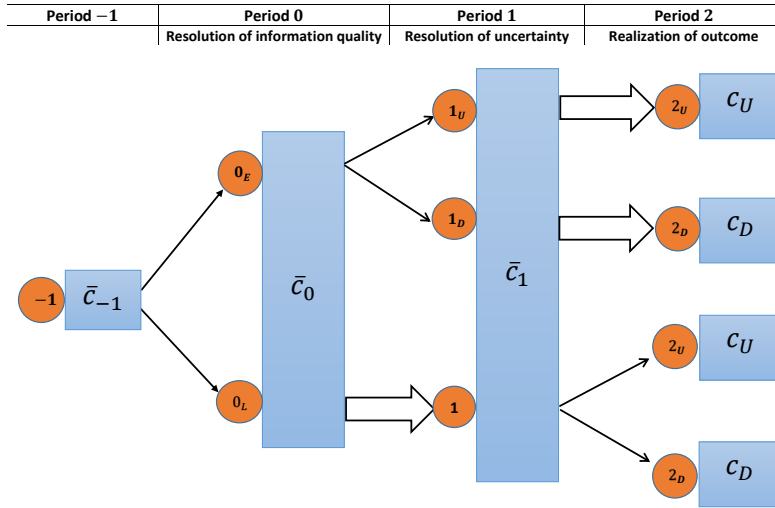 Period −1 Period 0 Period 1 Period 2
Resolution of information quality Resolution of uncertainty Realization of outcome
1_U 2_U c_U
0_E
1_D 2_D c_D
−1 c̄_{−1} c̄_0 c̄_1
2_U c_U
0_L 1
2_D c_D